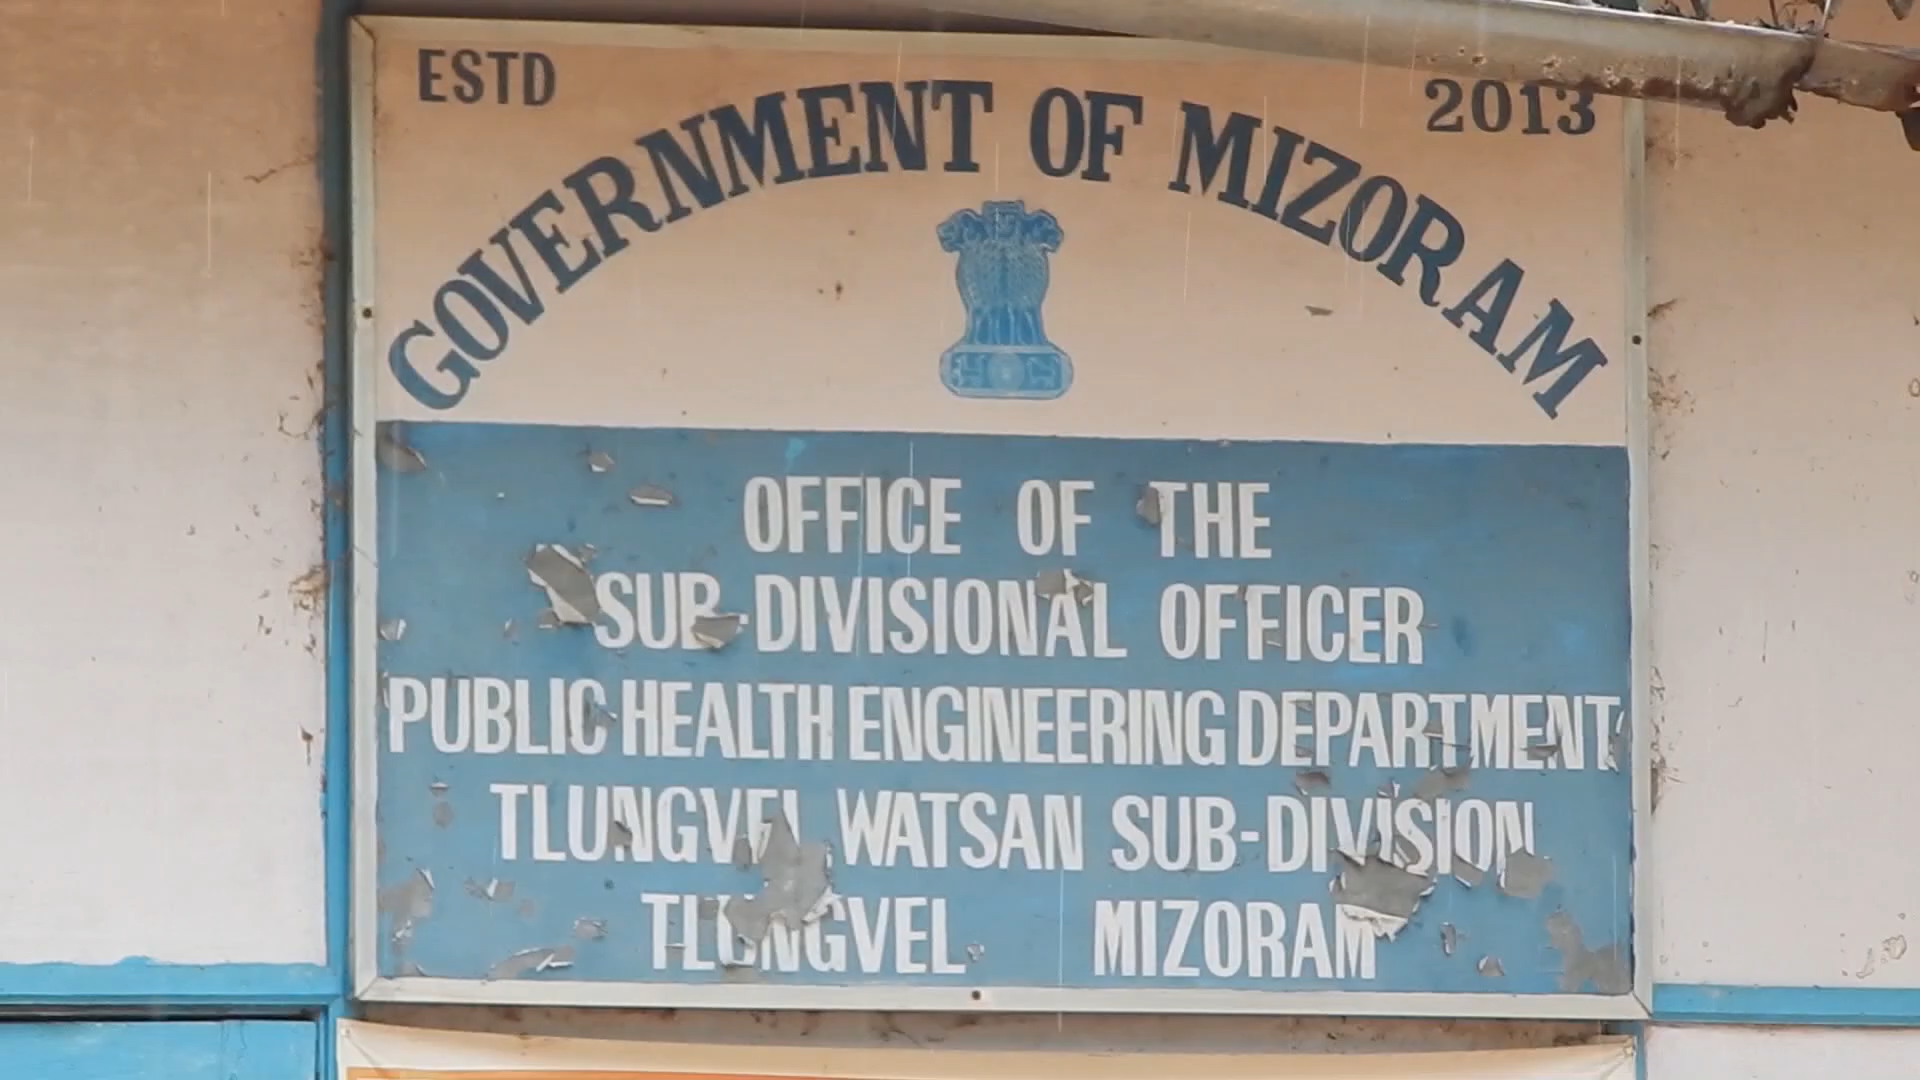 ESTD 2013
GOVERNMENT OF MIZORAM
OFFICE OF THE
SUB-DIVISIONAL OFFICER
PUBLIC HEALTH ENGINEERING DEPARTMENT
TLUNGVEL WATSAN SUB-DIVISION
TLUNGVEL MIZORAM